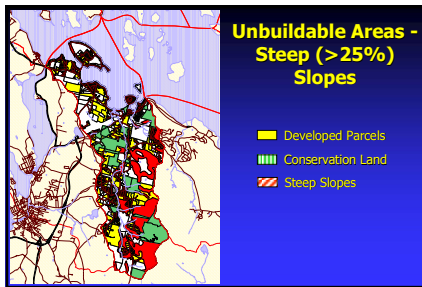 Unbuildable Areas -
Steep (>25%)
Slopes
Developed Parcels
Conservation Land
Steep Slopes